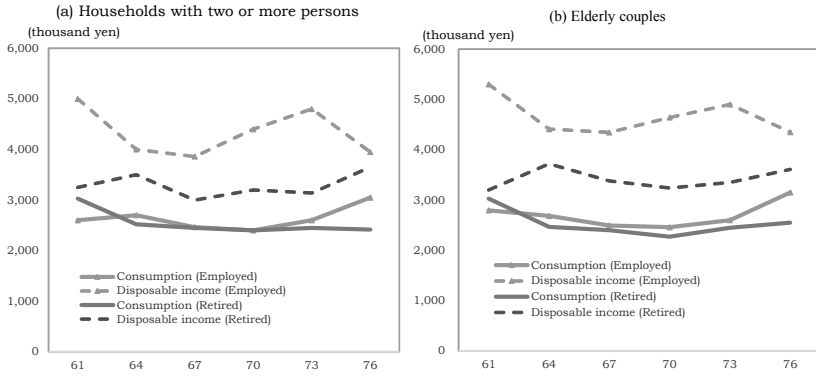 (a) Households with two or more persons
(thousand yen)
6,000
5,000
4,000
3,000
2,000
1,000
0
Consumption (Employed)
Disposable income (Employed)
Consumption (Retired)
Disposable income (Retired)
61 64 67 70 73 76
(b) Elderly couples
(thousand yen)
6,000
5,000
4,000
3,000
2,000
1,000
0
Consumption (Employed)
Disposable income (Employed)
Consumption (Retired)
Disposable income (Retired)
61 64 67 70 73 76